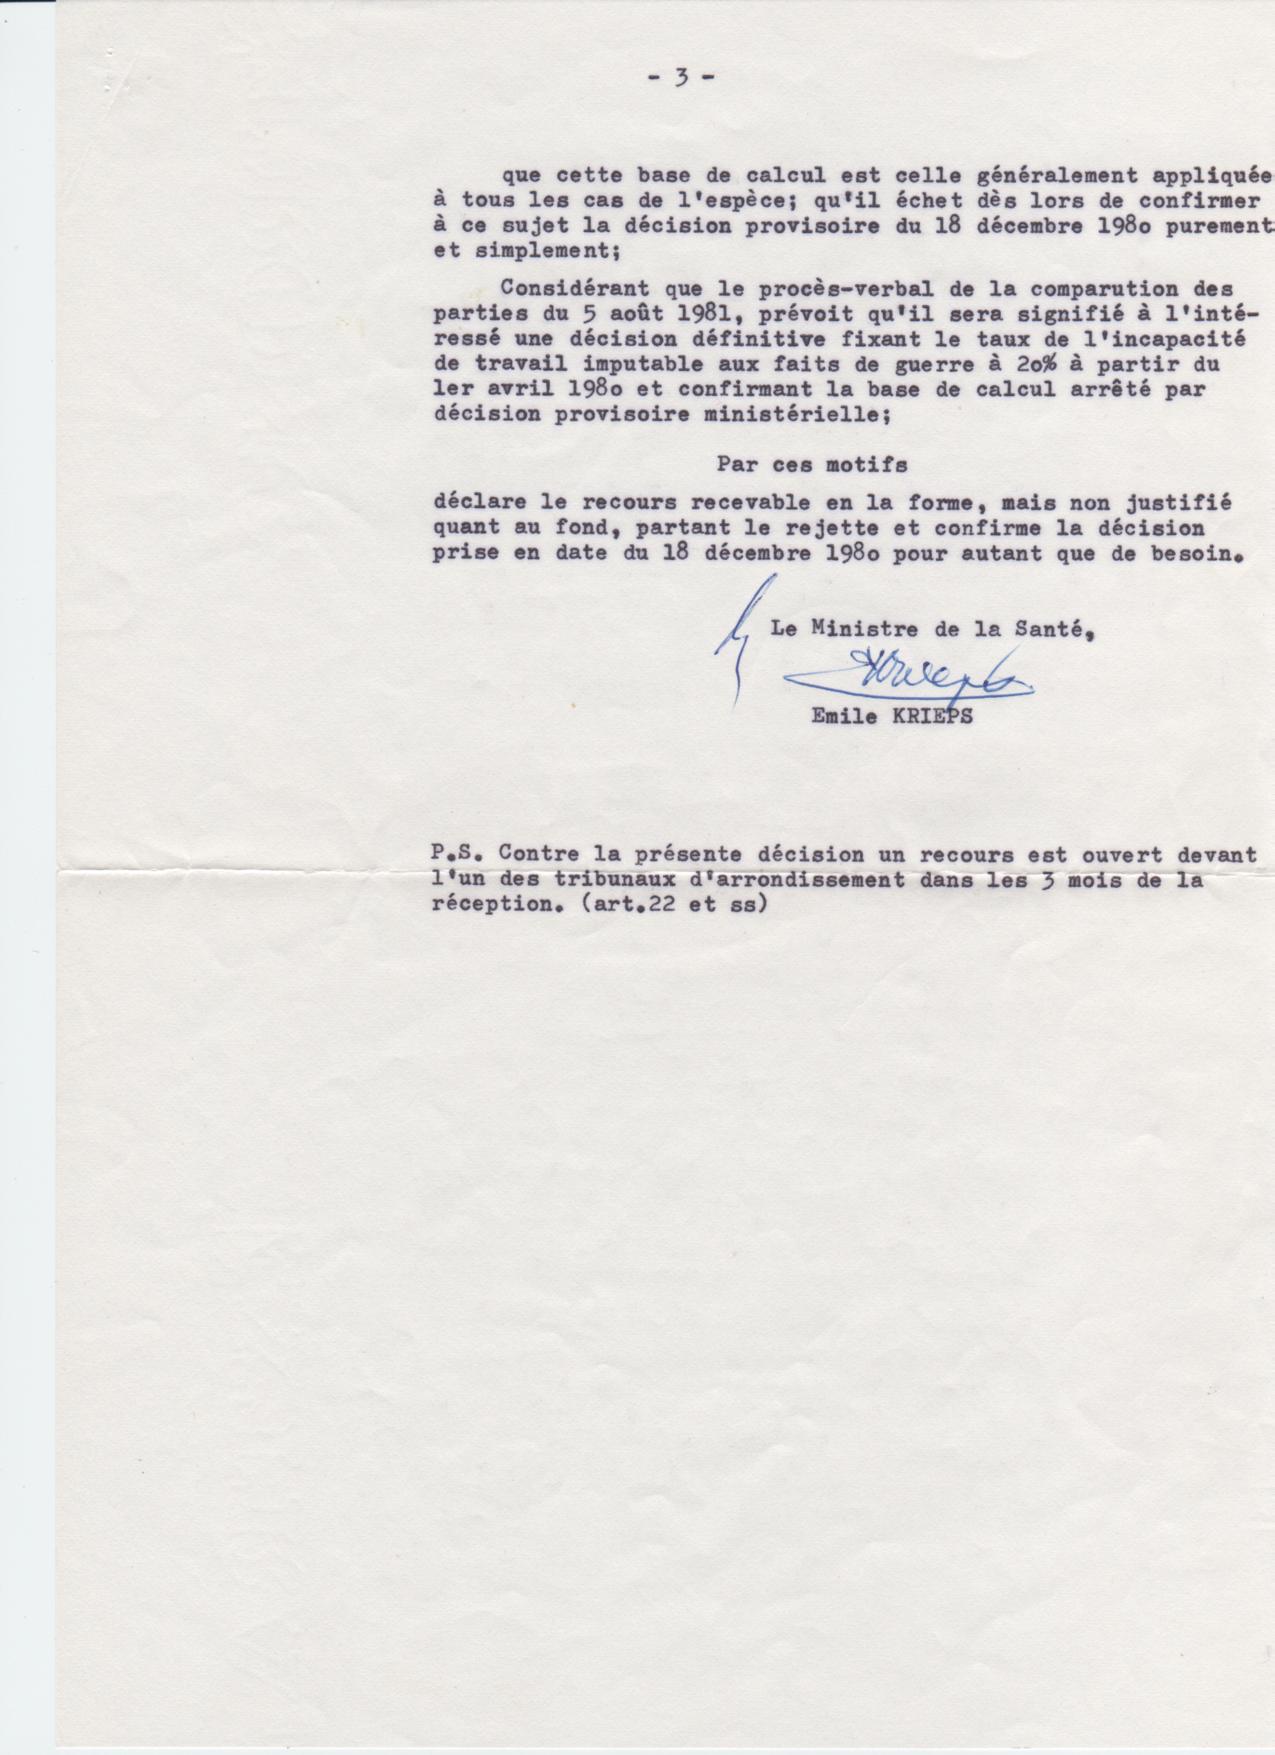 - 3 -
que cette base de calcul est celle généralement appliquée
à tous les cas de l'espèce; qu'il échet dès lors de confirmer
à ce sujet la décision provisoire du 18 décembre 198o purement
et simplement;
Considérant que le procès-verbal de la comparution des
parties du 5 août 1981, prévoit qu'il sera signifié à l'inté-
ressé une décision définitive fixant le taux de l'incapacité
de travail imputable aux faits de guerre à 2o% à partir du
1er avril 198o et confirmant la base de calcul arrêté par
décision provisoire ministérielle;
Par ces motifs
déclare le recours recevable en la forme, mais non justifié
quant au fond, partant le rejette et confirme la décision
prise en date du 18 décembre 198o pour autant que de besoin.
Le Ministre de la Santé,
Emile KRIEPS
P.S. Contre la présente décision un recours est ouvert devant
l'un des tribunaux d'arrondissement dans les 3 mois de la
réception. (art.22 et ss)